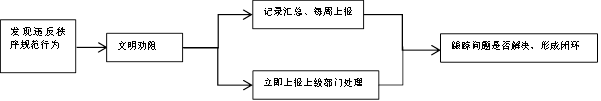 发现违反秩
序规范行为
文明劝阻
记录汇总、每周上报
立即上报上级部门处理
跟踪问题是否解决，形成闭环